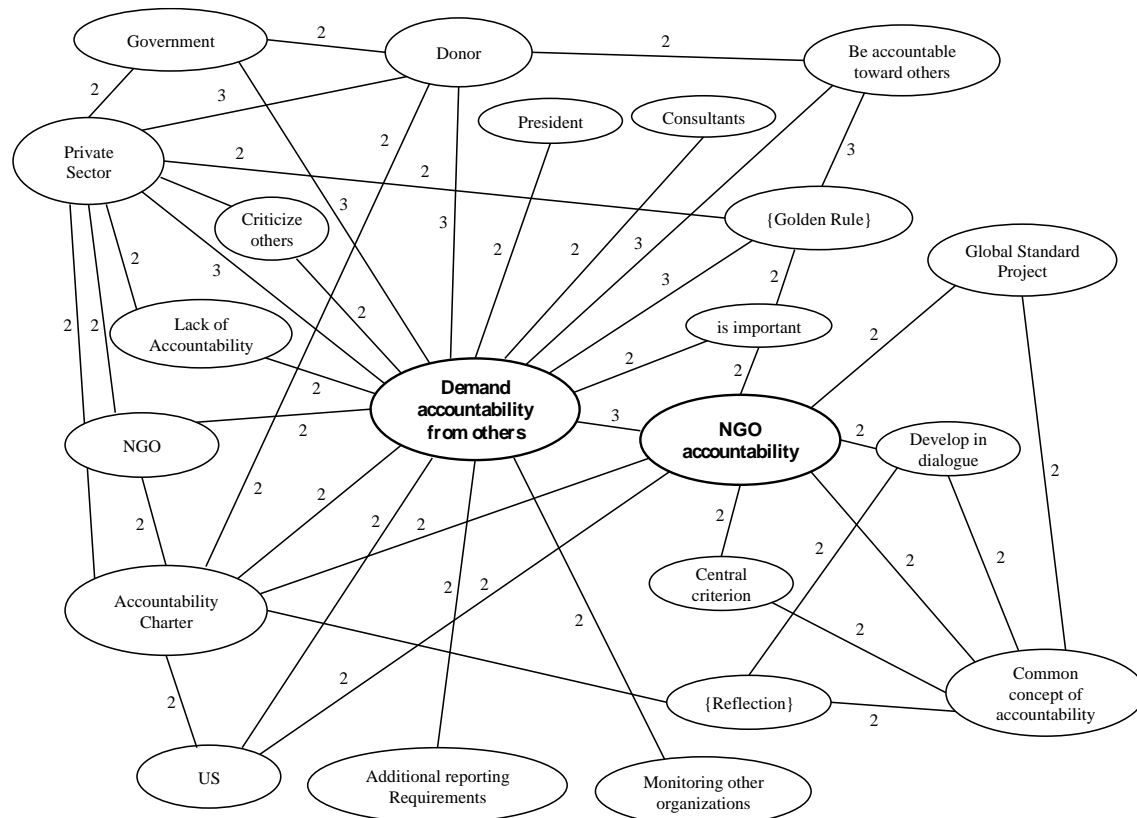 Government
2
Donor
2
Be accountable
toward others
2
3
President
Consultants
Private
Sector
2
2
2
3
Criticize
others
3
3
2
2
3
{Golden Rule}
Global Standard
Project
2
3
3
2
2
2
2
Lack of
Accountability
2
is important
2
2
2
2
Demand
accountability
from others
3
NGO
accountability
2
Develop in
dialogue
NGO
2
2
2
2
2
2
2
2
2
2
2
2
2
Central
criterion
Accountability
Charter
2
2
2
2
Common
concept of
accountability
{Reflection}
2
2
US
Additional reporting
Requirements
Monitoring other
organizations